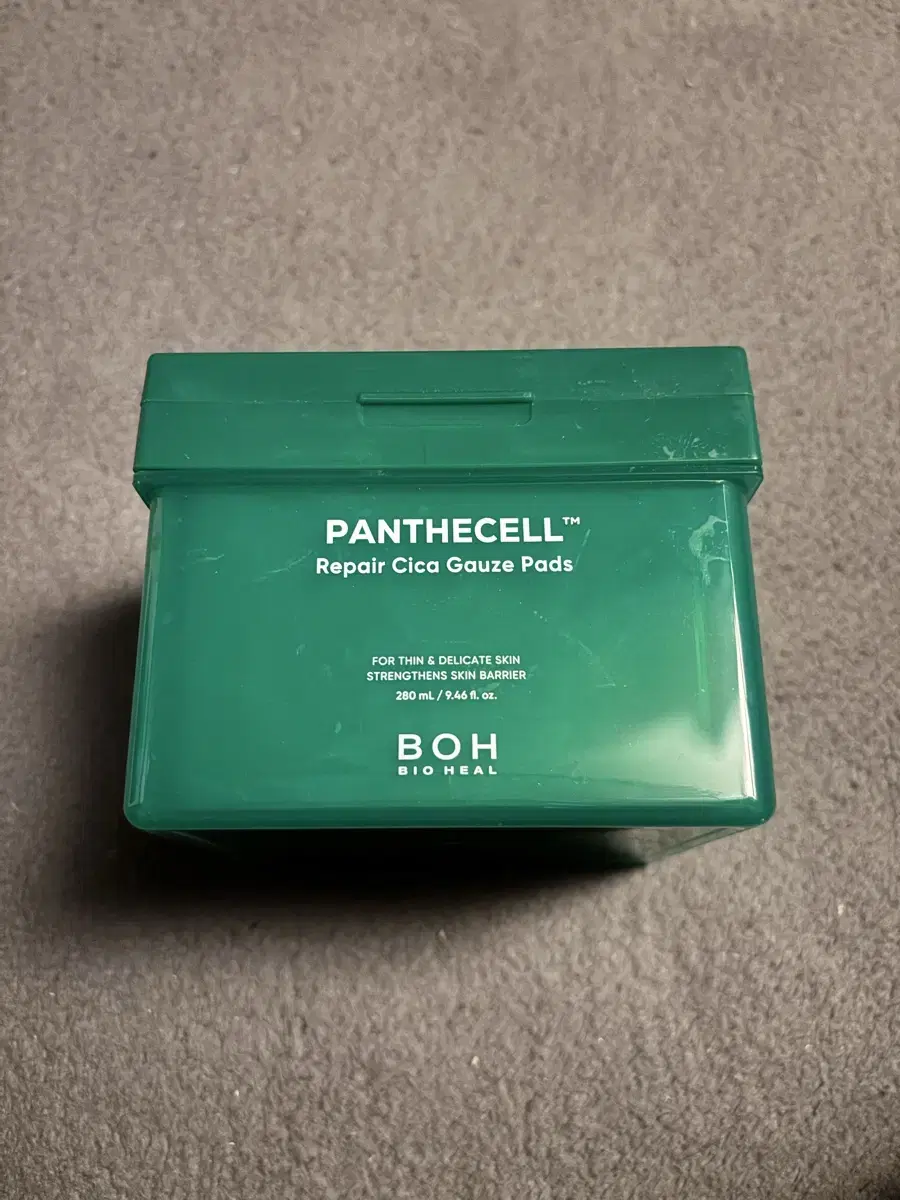 PANTHECELL™
Repair Cica Gauze Pads
FOR THIN & DELICATE SKIN
STRENGTHENS SKIN BARRIER
280 mL / 9.46 fl. oz.
BOH
BIO HEAL